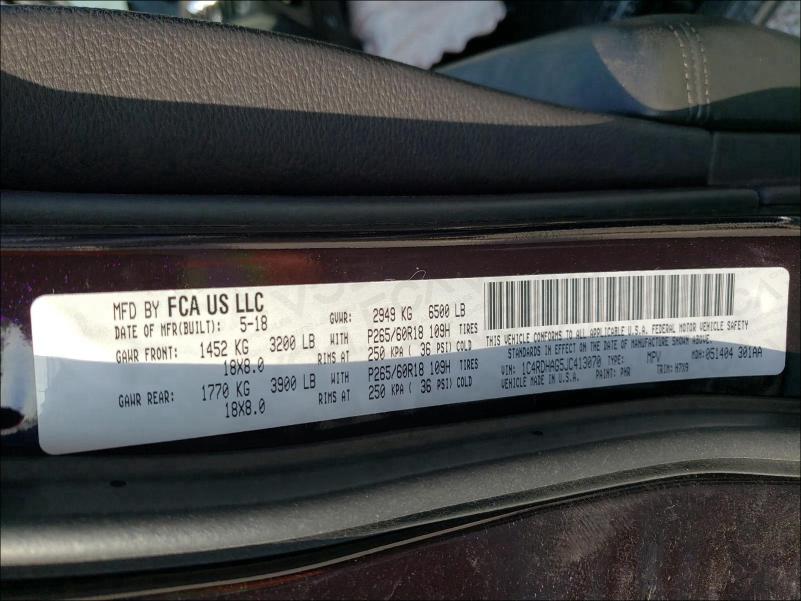 MFD BY FCA US LLC
DATE OF MFR(BUILT): 5-18
GVWR: 2949 KG 6500 LB
GAWR FRONT: 1452 KG 3200 LB WITH P265/60R18 109H TIRES
18X8.0 RIMS AT 250 KPA ( 36 PSI) COLD
GAWR REAR: 1770 KG 3900 LB WITH P265/60R18 109H TIRES
18X8.0 RIMS AT 250 KPA ( 36 PSI) COLD
THIS VEHICLE CONFORMS TO ALL APPLICABLE U.S.A. FEDERAL MOTOR VEHICLE SAFETY
STANDARDS IN EFFECT ON THE DATE OF MANUFACTURE SHOWN ABOVE
VIN: 1C4RDHAG5JC413070 TYPE: MPV MDH: 051404 301AA
VEHICLE MADE IN U.S.A. PAINT: PHR TRIM: H7X9